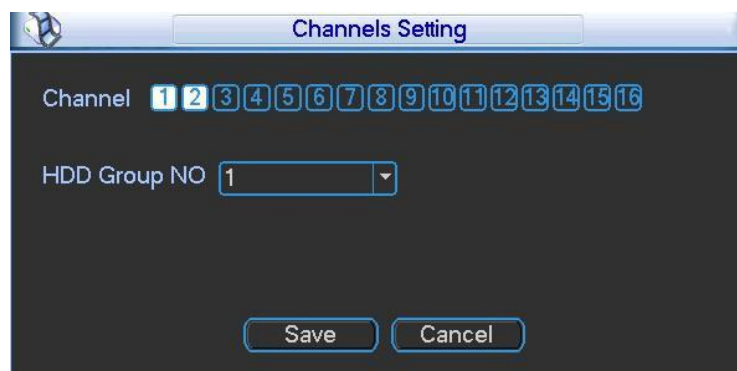 Channels Setting
Channel 1 2 3 4 5 6 7 8 9 10 11 12 13 14 15 16
HDD Group NO 1
Save Cancel